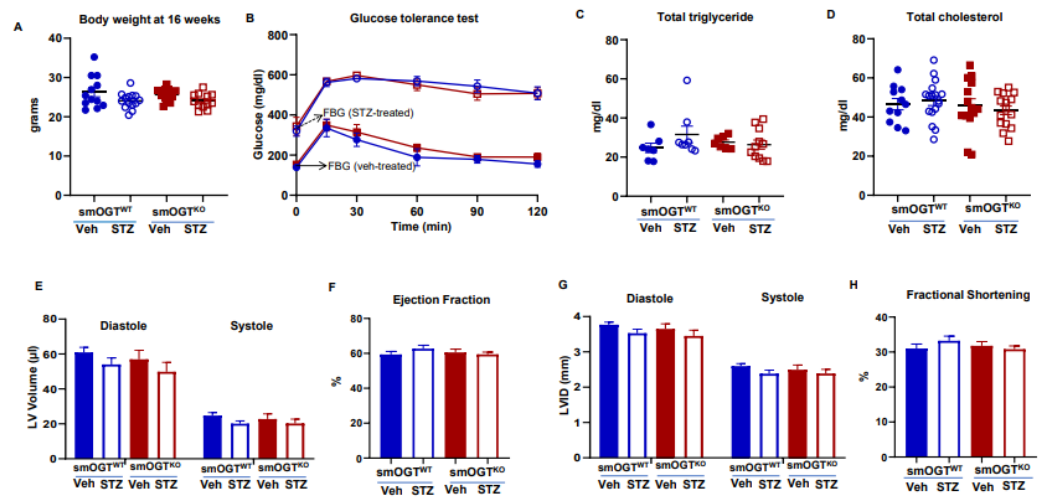 A
Body weight at 16 weeks
grams
40
30
20
10
0
smOGTᵂᵀ smOGTᴷᴼ
Veh STZ Veh STZ
B
Glucose tolerance test
Glucose (mg/dl)
800
600
400
200
0
FBG (STZ-treated)
FBG (veh-treated)
0 30 60 90 120
Time (min)
C
Total triglyceride
mg/dl
80
60
40
20
0
smOGTᵂᵀ smOGTᴷᴼ
Veh STZ Veh STZ
D
Total cholesterol
mg/dl
80
60
40
20
0
smOGTᵂᵀ smOGTᴷᴼ
Veh STZ Veh STZ
E
Diastole Systole
LV Volume (µl)
80
60
40
20
0
smOGTᵂᵀ smOGTᴷᴼ smOGTᵂᵀ smOGTᴷᴼ
Veh STZ Veh STZ Veh STZ Veh STZ
F
Ejection Fraction
%
100
80
60
40
20
0
smOGTᵂᵀ smOGTᴷᴼ
Veh STZ Veh STZ
G
Diastole Systole
LVID (mm)
4
3
2
1
0
smOGTᵂᵀ smOGTᴷᴼ smOGTᵂᵀ smOGTᴷᴼ
Veh STZ Veh STZ Veh STZ Veh STZ
H
Fractional Shortening
%
40
30
20
10
0
smOGTᵂᵀ smOGTᴷᴼ
Veh STZ Veh STZ